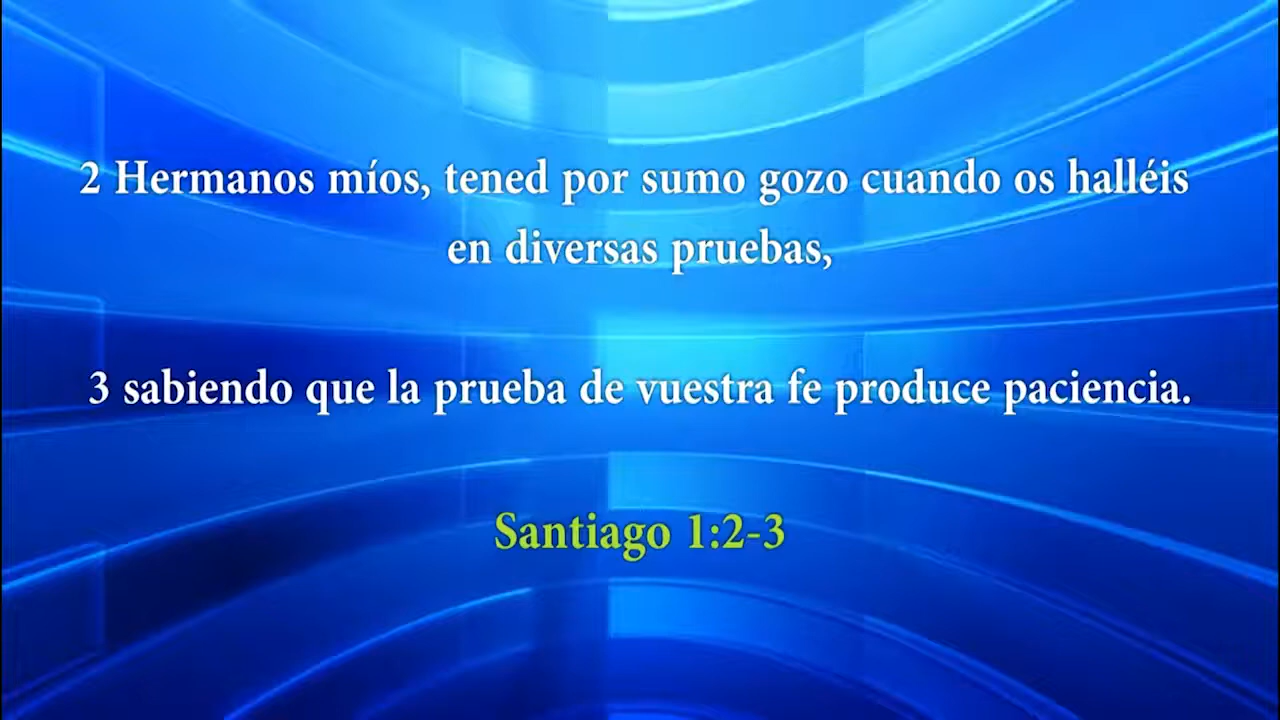 2 Hermanos míos, tened por sumo gozo cuando os halléis
en diversas pruebas,
3 sabiendo que la prueba de vuestra fe produce paciencia.
Santiago 1:2-3